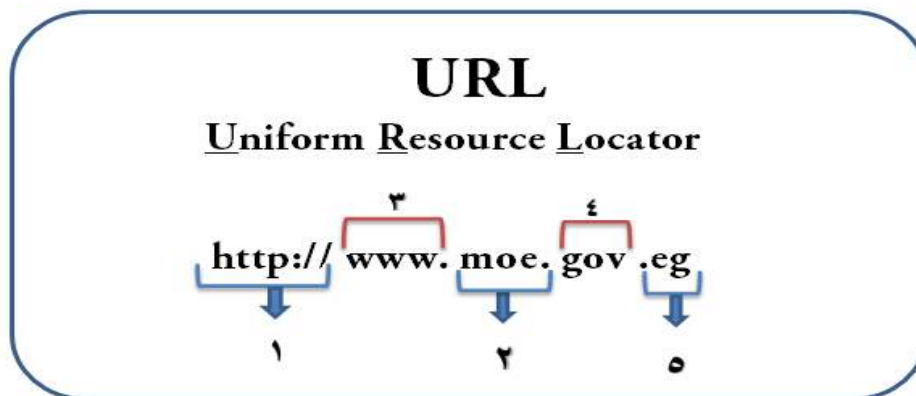 URL
Uniform Resource Locator
٣ ٤
http:// www. moe. gov .eg
١ ٢ ٥